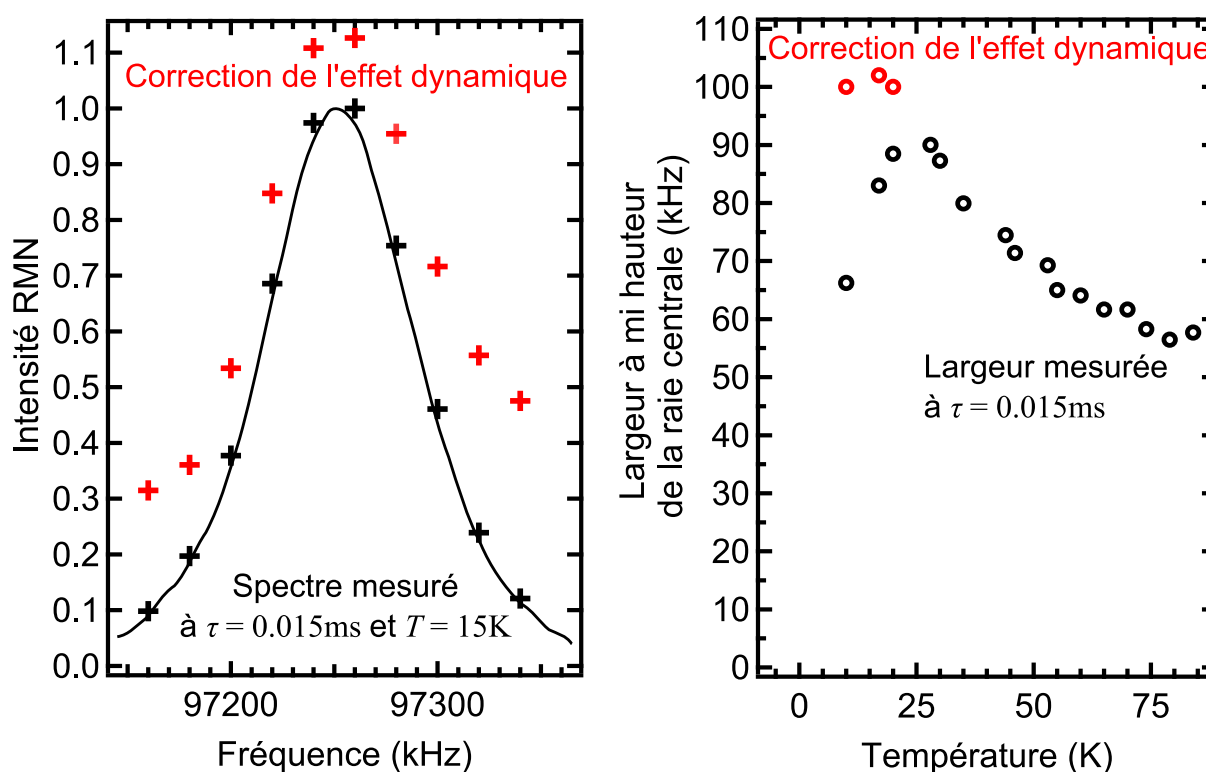 Correction de l'effet dynamique
1.1
1.0
0.9
0.8
0.7
0.6
0.5
0.4
0.3
0.2
0.1
0.0
Intensité RMN
Spectre mesuré
à τ = 0.015ms et T = 15K
97200
97300
Fréquence (kHz)
Correction de l'effet dynamique
110
100
90
80
70
60
50
40
30
20
10
0
Largeur à mi hauteur
de la raie centrale (kHz)
Largeur mesurée
à τ = 0.015ms
0
25
50
75
Température (K)